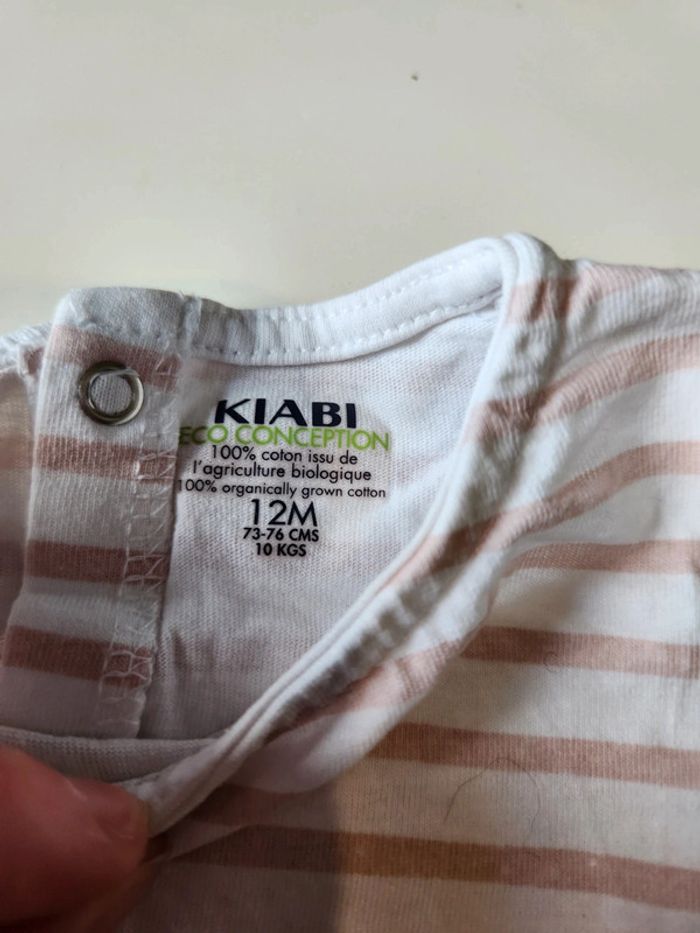 KIABI
ECO CONCEPTION
100% coton issu de
l'agriculture biologique
100% organically grown cotton
12M
73-76 CMS
10 KGS